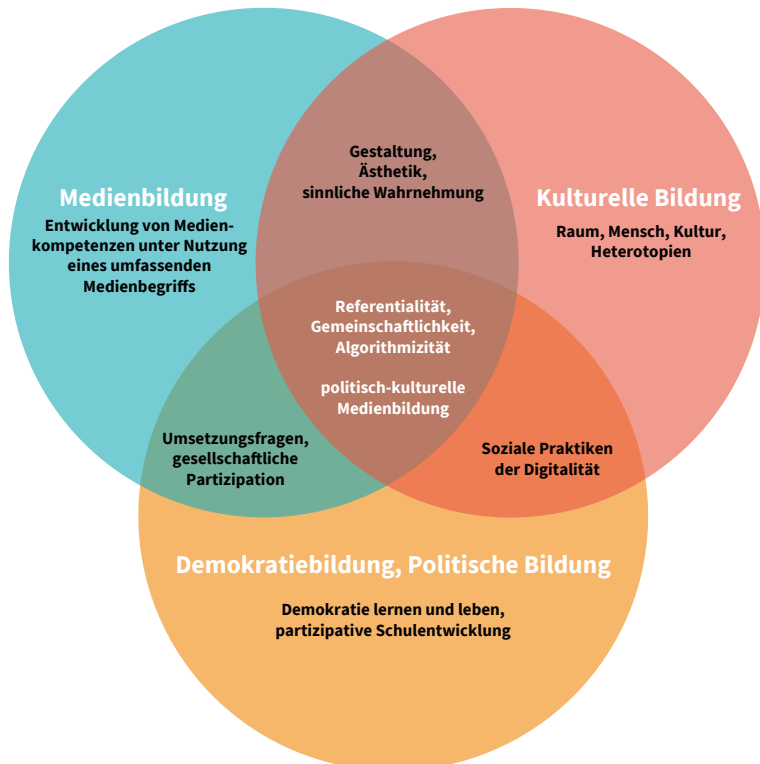 Gestaltung,
Ästhetik,
sinnliche Wahrnehmung
Medienbildung
Entwicklung von Medien-
kompetenzen unter Nutzung
eines umfassenden
Medienbegriffs
Kulturelle Bildung
Raum, Mensch, Kultur,
Heterotopien
Referentialität,
Gemeinschaftlichkeit,
Algorithmizität
politisch-kulturelle
Medienbildung
Umsetzungsfragen,
gesellschaftliche
Partizipation
Soziale Praktiken
der Digitalität
Demokratiebildung, Politische Bildung
Demokratie lernen und leben,
partizipative Schulentwicklung